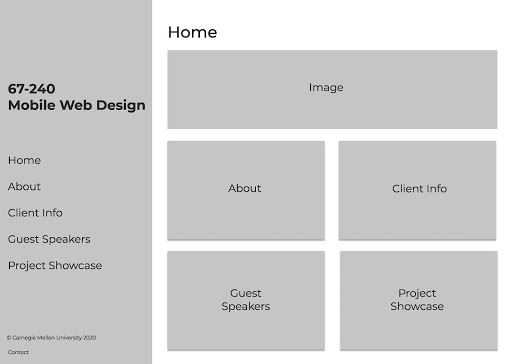 67-240
Mobile Web Design
Home
About
Client Info
Guest Speakers
Project Showcase
© Carnegie Mellon University 2020
Contact
Home
Image
About
Client Info
Guest
Speakers
Project
Showcase